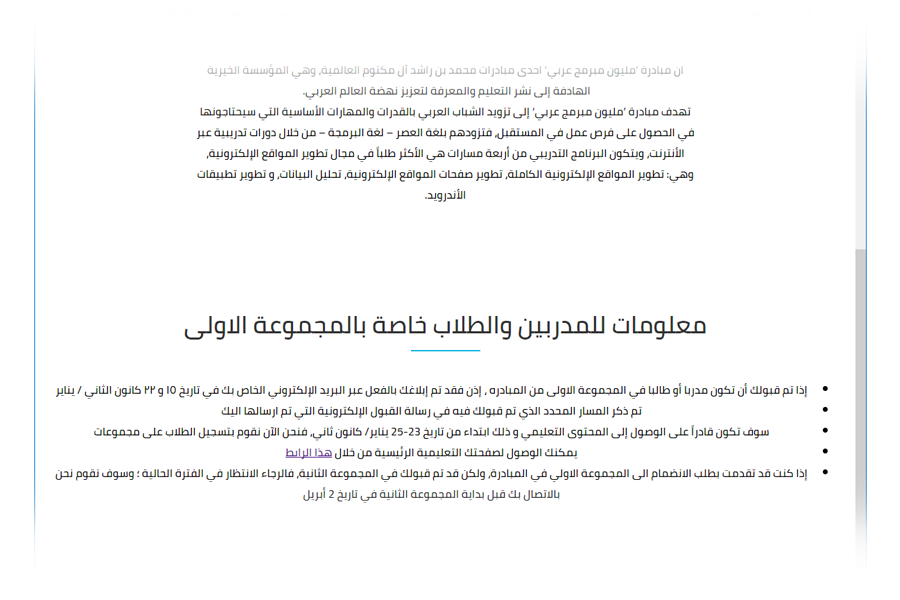 ان مبادرة ’مليون مبرمج عربي‘ احدى مبادرات محمد بن راشد آل مكتوم العالمية، وهي المؤسسة الخيرية
الهادفة إلى نشر التعليم والمعرفة لتعزيز نهضة العالم العربي.
تهدف مبادرة ’مليون مبرمج عربي‘ إلى تزويد الشباب العربي بالقدرات والمهارات الأساسية التي سيحتاجونها
في الحصول على فرص عمل في المستقبل، فتزودهم بلغة العصر – لغة البرمجة – من خلال دورات تدريبية عبر
الأنترنت، ويتكون البرنامج التدريبي من أربعة مسارات هي الأكثر طلباً في مجال تطوير المواقع الإلكترونية،
وهي: تطوير المواقع الإلكترونية الكاملة، تطوير صفحات المواقع الإلكترونية، تحليل البيانات، و تطوير تطبيقات
الأندرويد.
معلومات للمدربين والطلاب خاصة بالمجموعة الاولى
إذا تم قبولك أن تكون مدربا أو طالبا في المجموعة الاولى من المبادره ، إذن فقد تم إبلاغك بالفعل عبر البريد الإلكتروني الخاص بك في تاريخ ١٥ و ٢٢ كانون الثاني / يناير
تم ذكر المسار المحدد الذي تم قبولك فيه في رسالة القبول الإلكترونية التي تم ارسالها اليك
سوف تكون قادراً على الوصول إلى المحتوى التعليمي و ذلك ابتداء من تاريخ 23-25 يناير/ كانون ثاني، فنحن الآن نقوم بتسجيل الطلاب على مجموعات
يمكنك الوصول لصفحتك التعليمية الرئيسية من خلال هذا الرابط
إذا كنت قد تقدمت بطلب الانضمام الى المجموعة الاولي في المبادرة، ولكن قد تم قبولك في المجموعة الثانية، فالرجاء الانتظار في الفترة الحالية ؛ وسوف نقوم نحن
بالاتصال بك قبل بداية المجموعة الثانية في تاريخ 2 أبريل